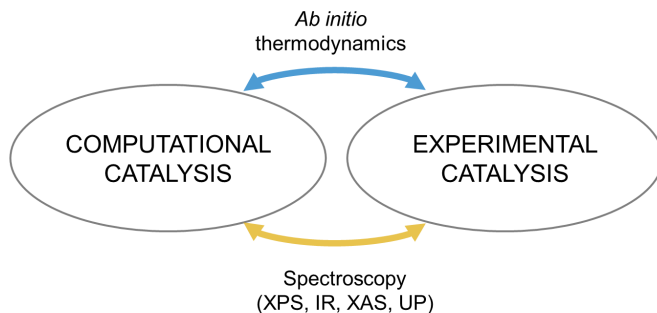 Ab initio
thermodynamics
COMPUTATIONAL
CATALYSIS
EXPERIMENTAL
CATALYSIS
Spectroscopy
(XPS, IR, XAS, UP)